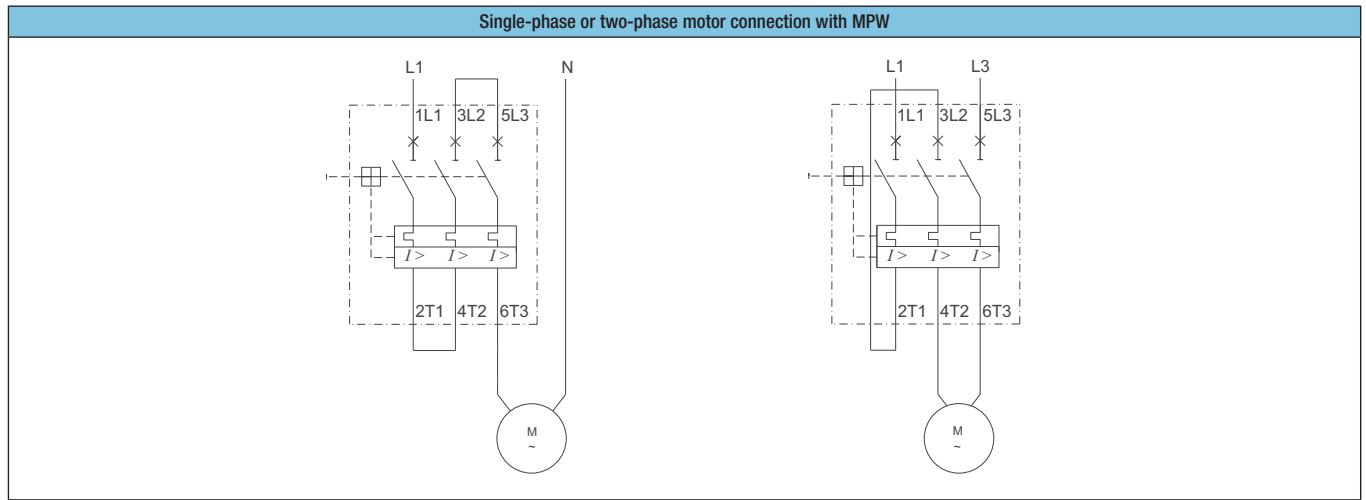 Single-phase or two-phase motor connection with MPW
L1 N
1L1 3L2 5L3
I > I > I >
2T1 4T2 6T3
M
~
L1 L3
1L1 3L2 5L3
I > I > I >
2T1 4T2 6T3
M
~